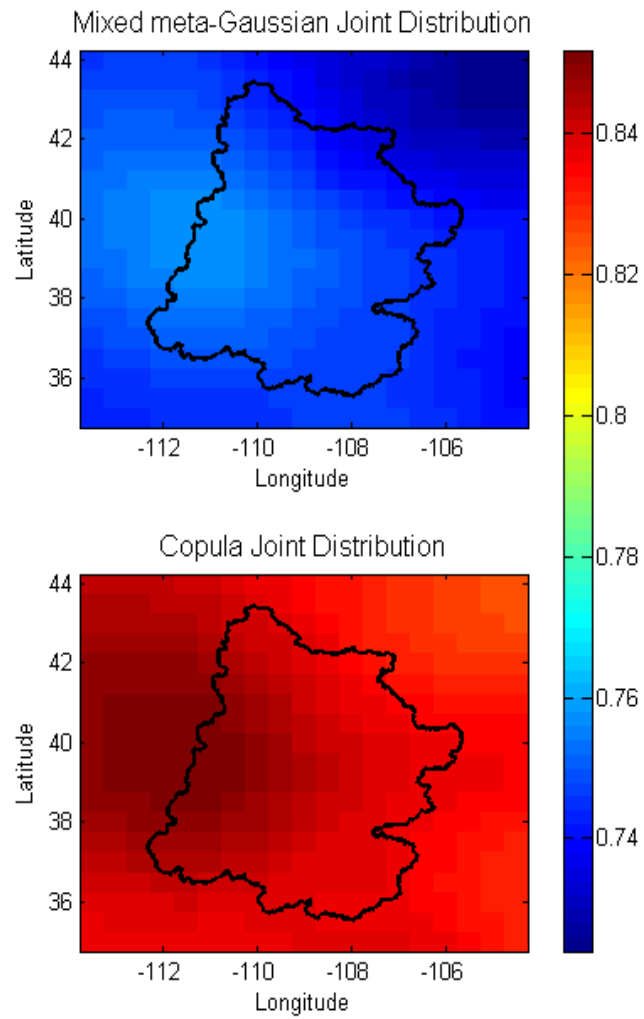 Mixed meta-Gaussian Joint Distribution
44
42
40
38
36
Latitude
-112 -110 -108 -106
Longitude
Copula Joint Distribution
44
42
40
38
36
Latitude
-112 -110 -108 -106
Longitude
0.84
0.82
0.8
0.78
0.76
0.74